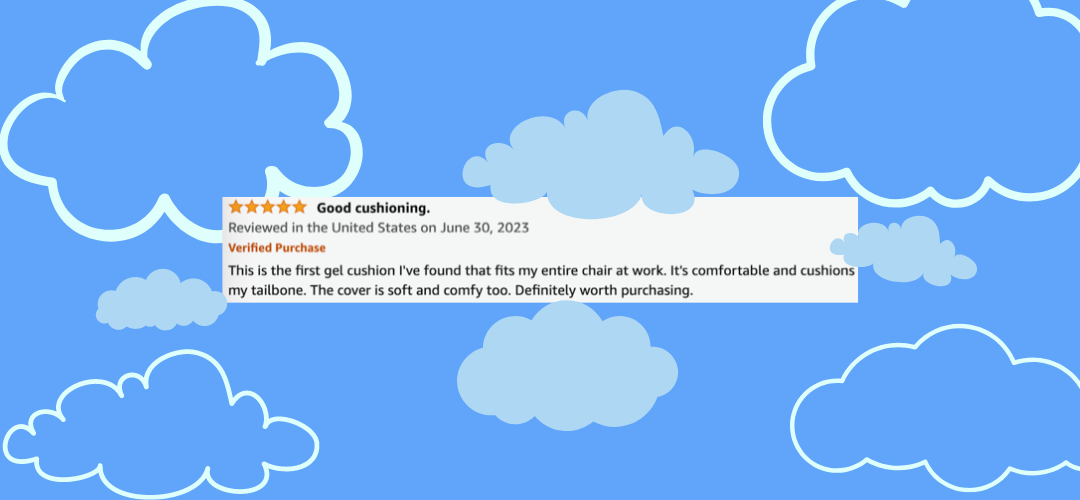 Good cushioning.
Reviewed in the United States on June 30, 2023
Verified Purchase
This is the first gel cushion I've found that fits my entire chair at work. It's comfortable and cushions
my tailbone. The cover is soft and comfy too. Definitely worth purchasing.